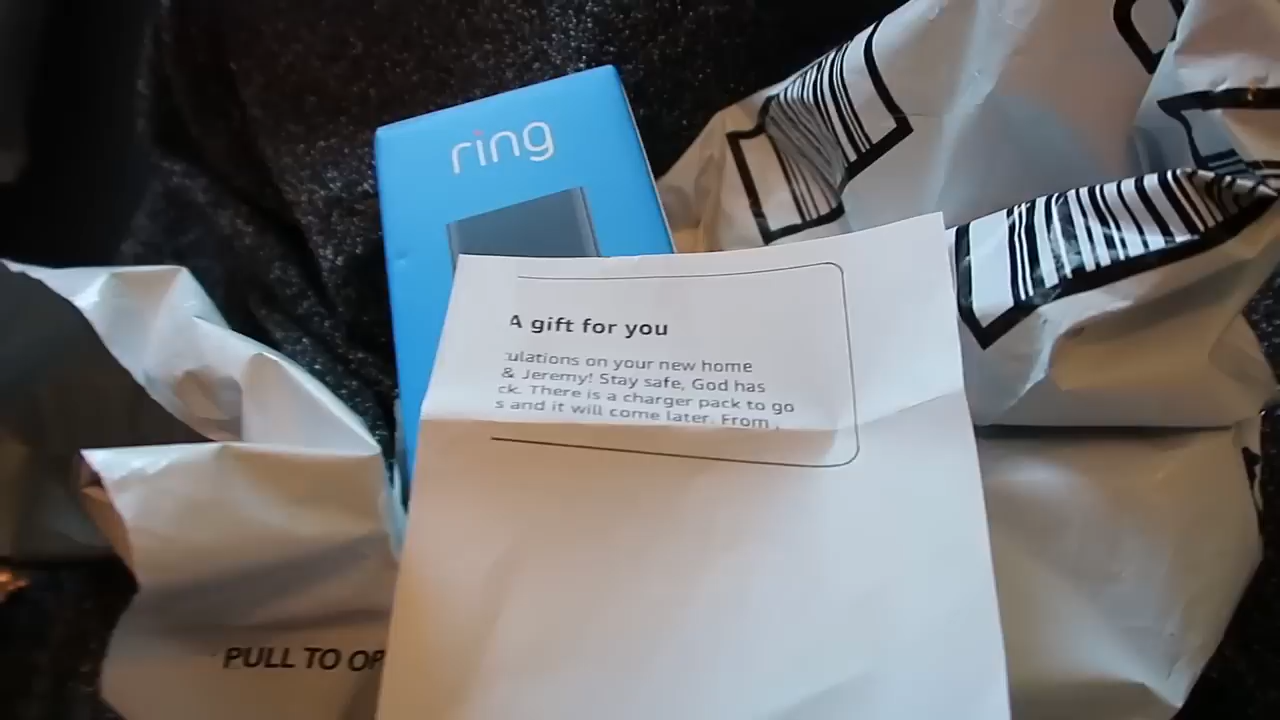 ring
A gift for you
ulations on your new home
& Jeremy! Stay safe, God has
ck. There is a charger pack to go
s and it will come later. From
PULL TO OP